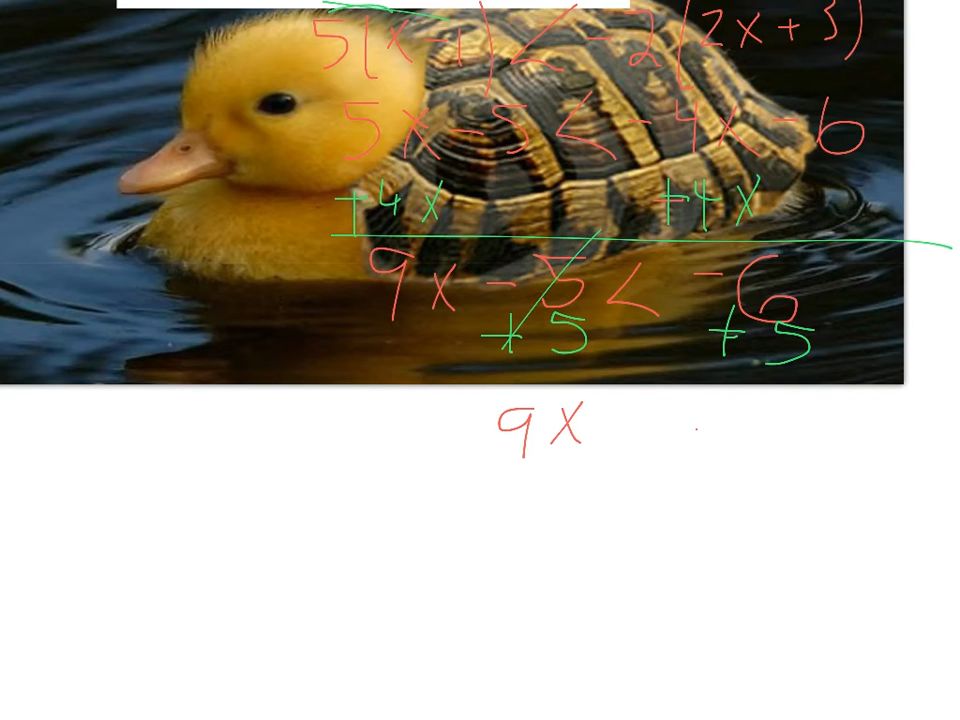 5(x-1) < -2(2x+3)
5x-5 < -4x-6
+4x +4x
9x-5 < -6
+5 +5
9x